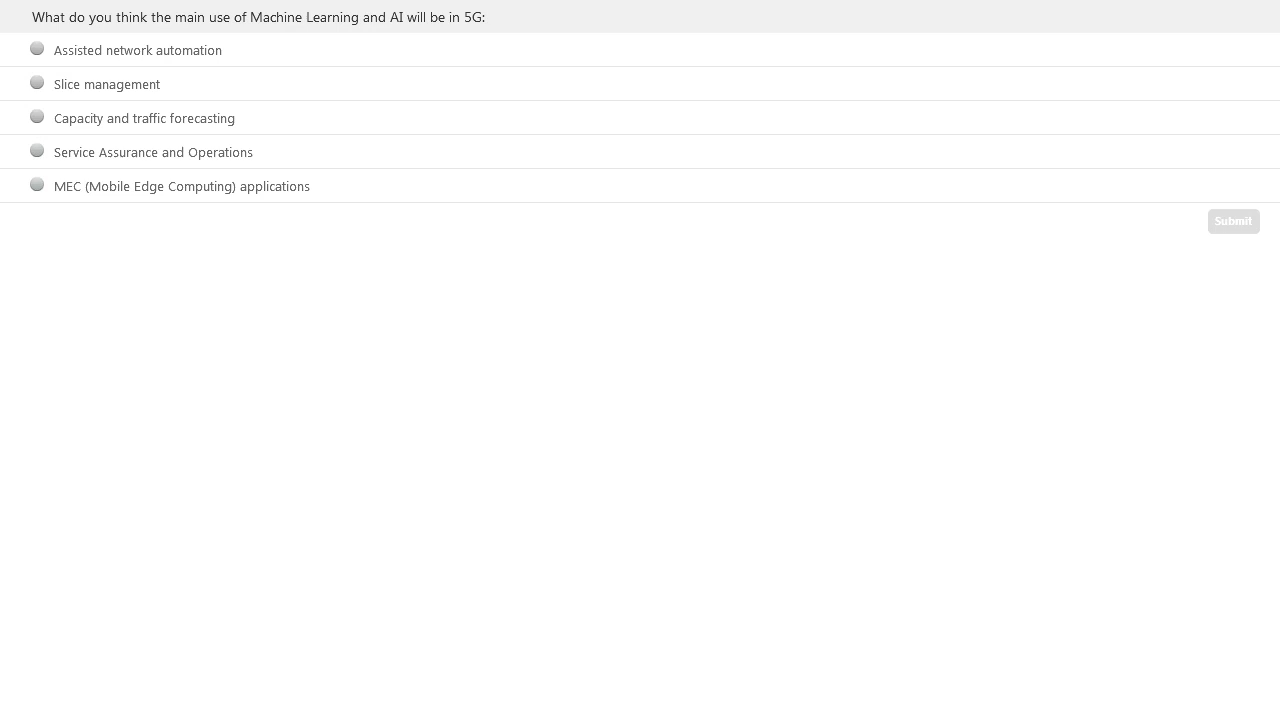 What do you think the main use of Machine Learning and AI will be in 5G:
Assisted network automation
Slice management
Capacity and traffic forecasting
Service Assurance and Operations
MEC (Mobile Edge Computing) applications
Submit